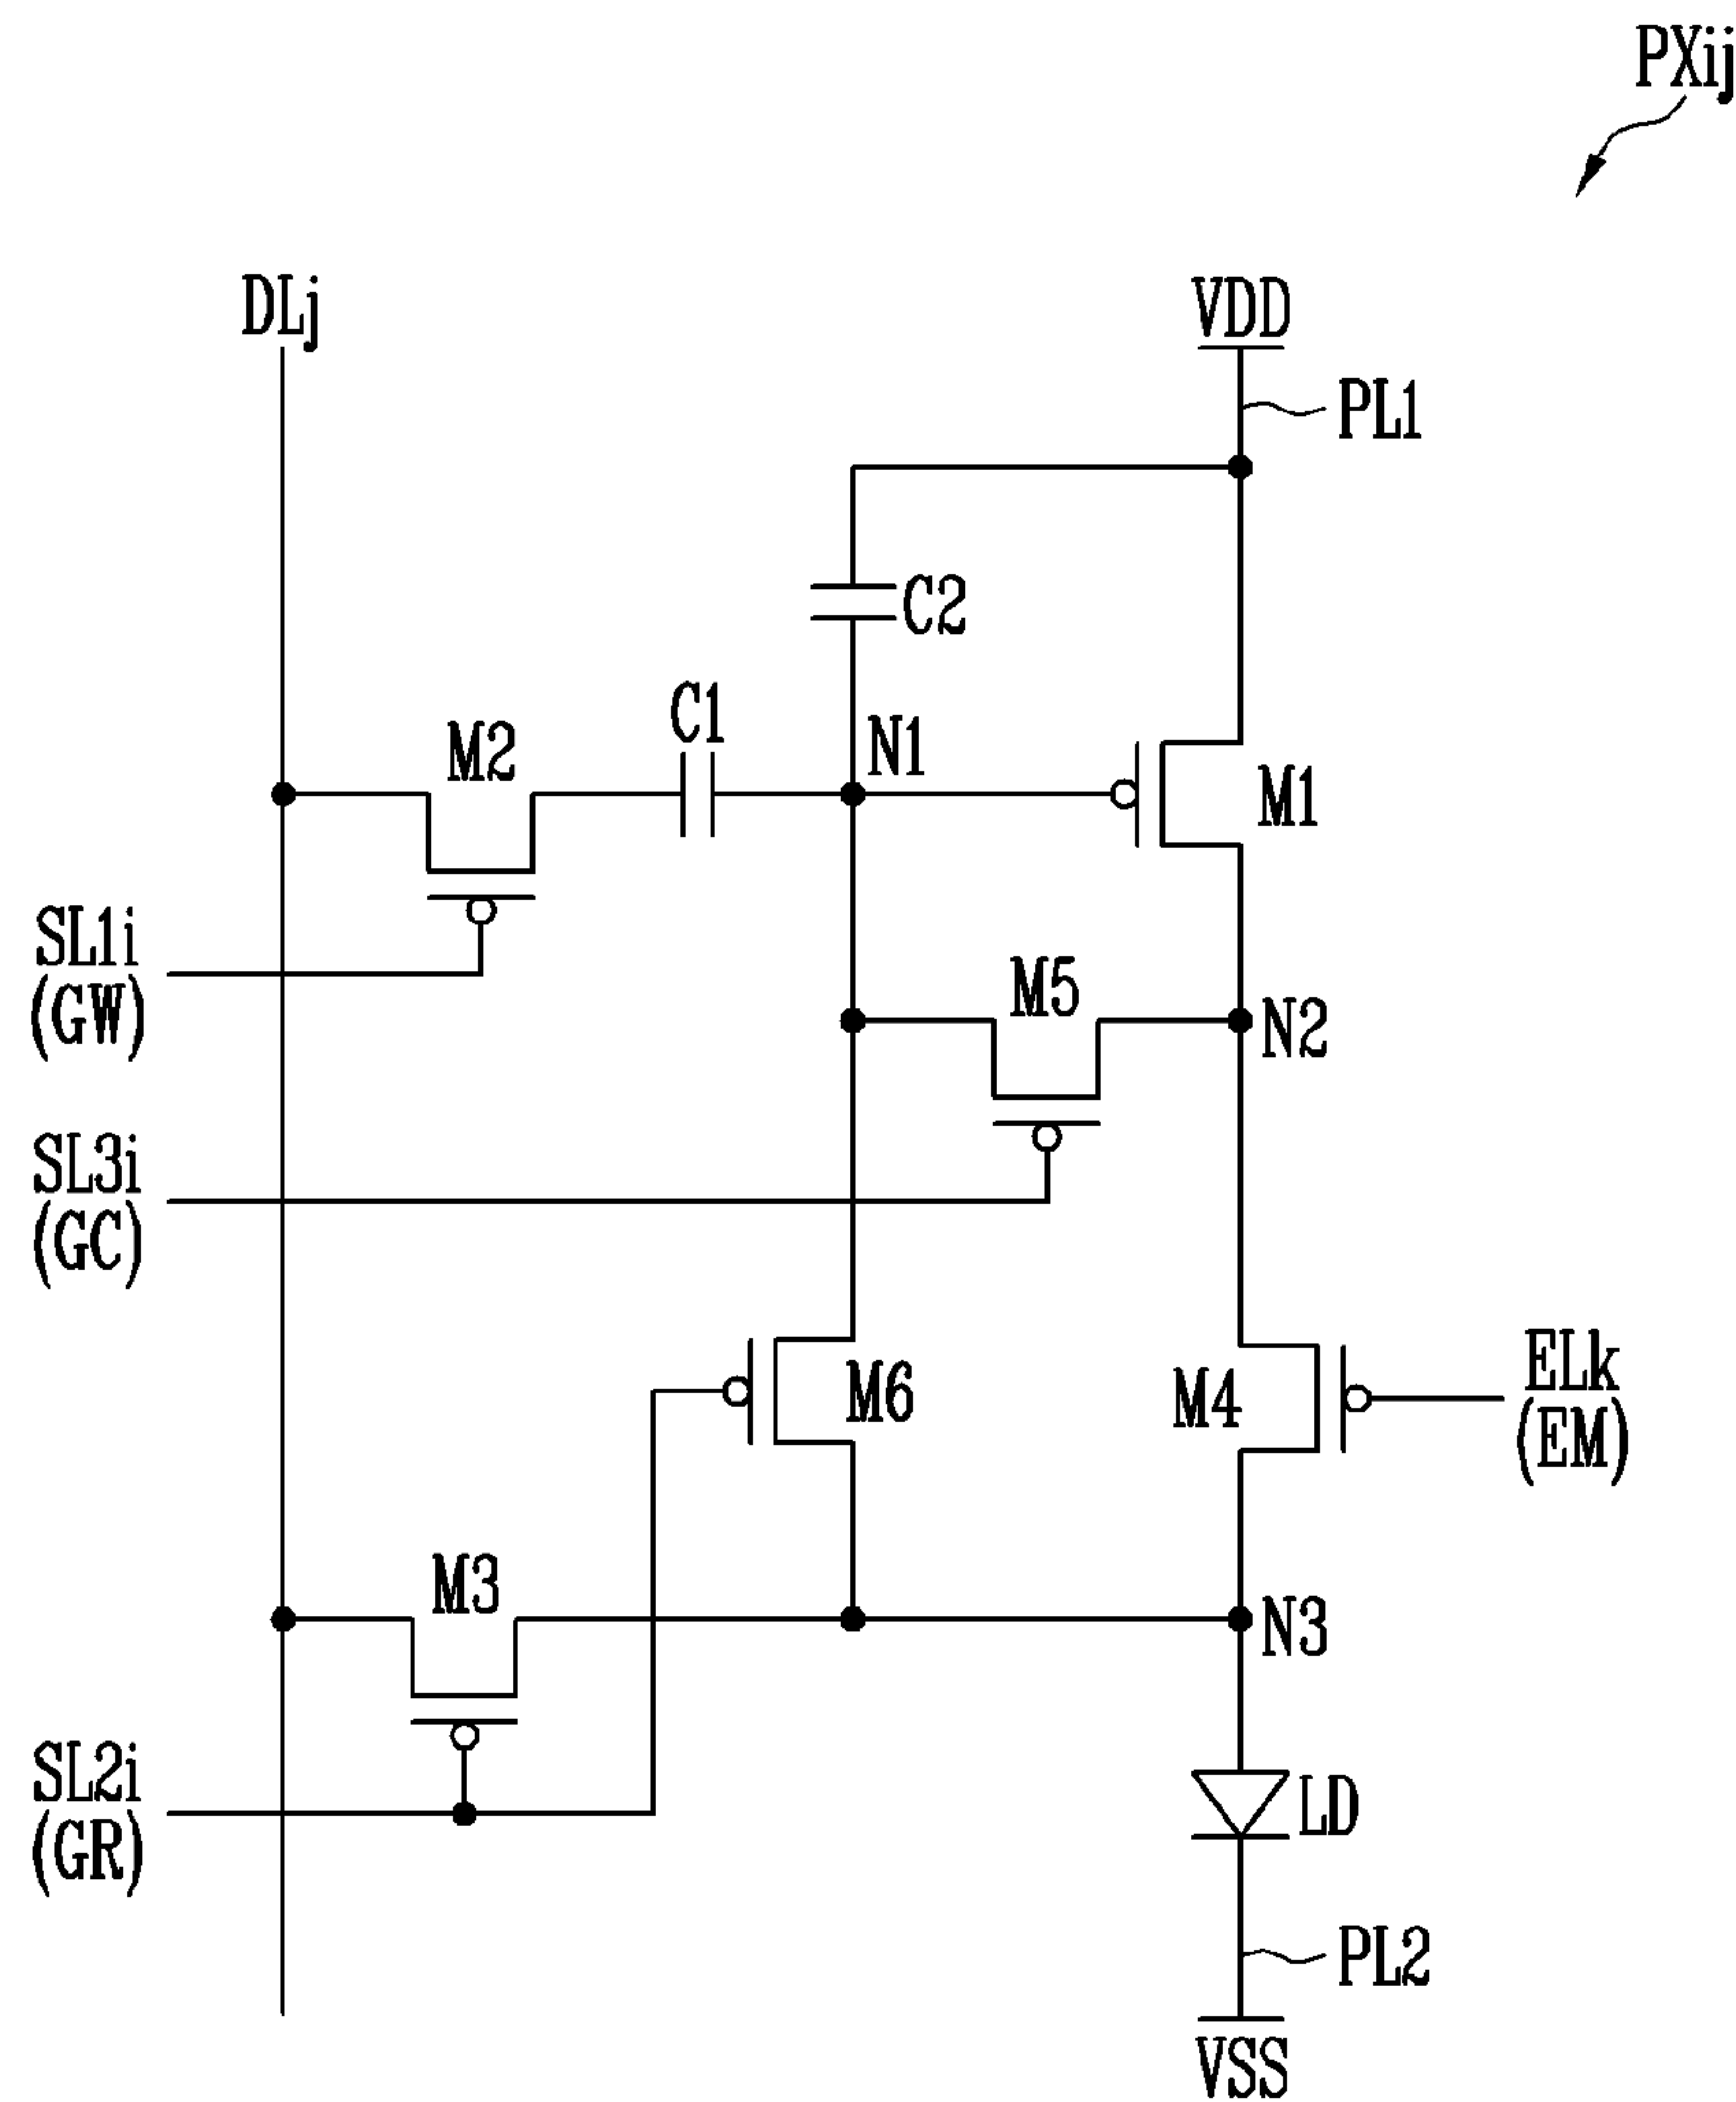 PXij
DLj
VDD
PL1
C2
C1
N1
M2
M1
SL1i
(GW)
M5
N2
SL3i
(GC)
M6
M4
ELk
(EM)
M3
N3
SL2i
(GR)
LD
PL2
VSS